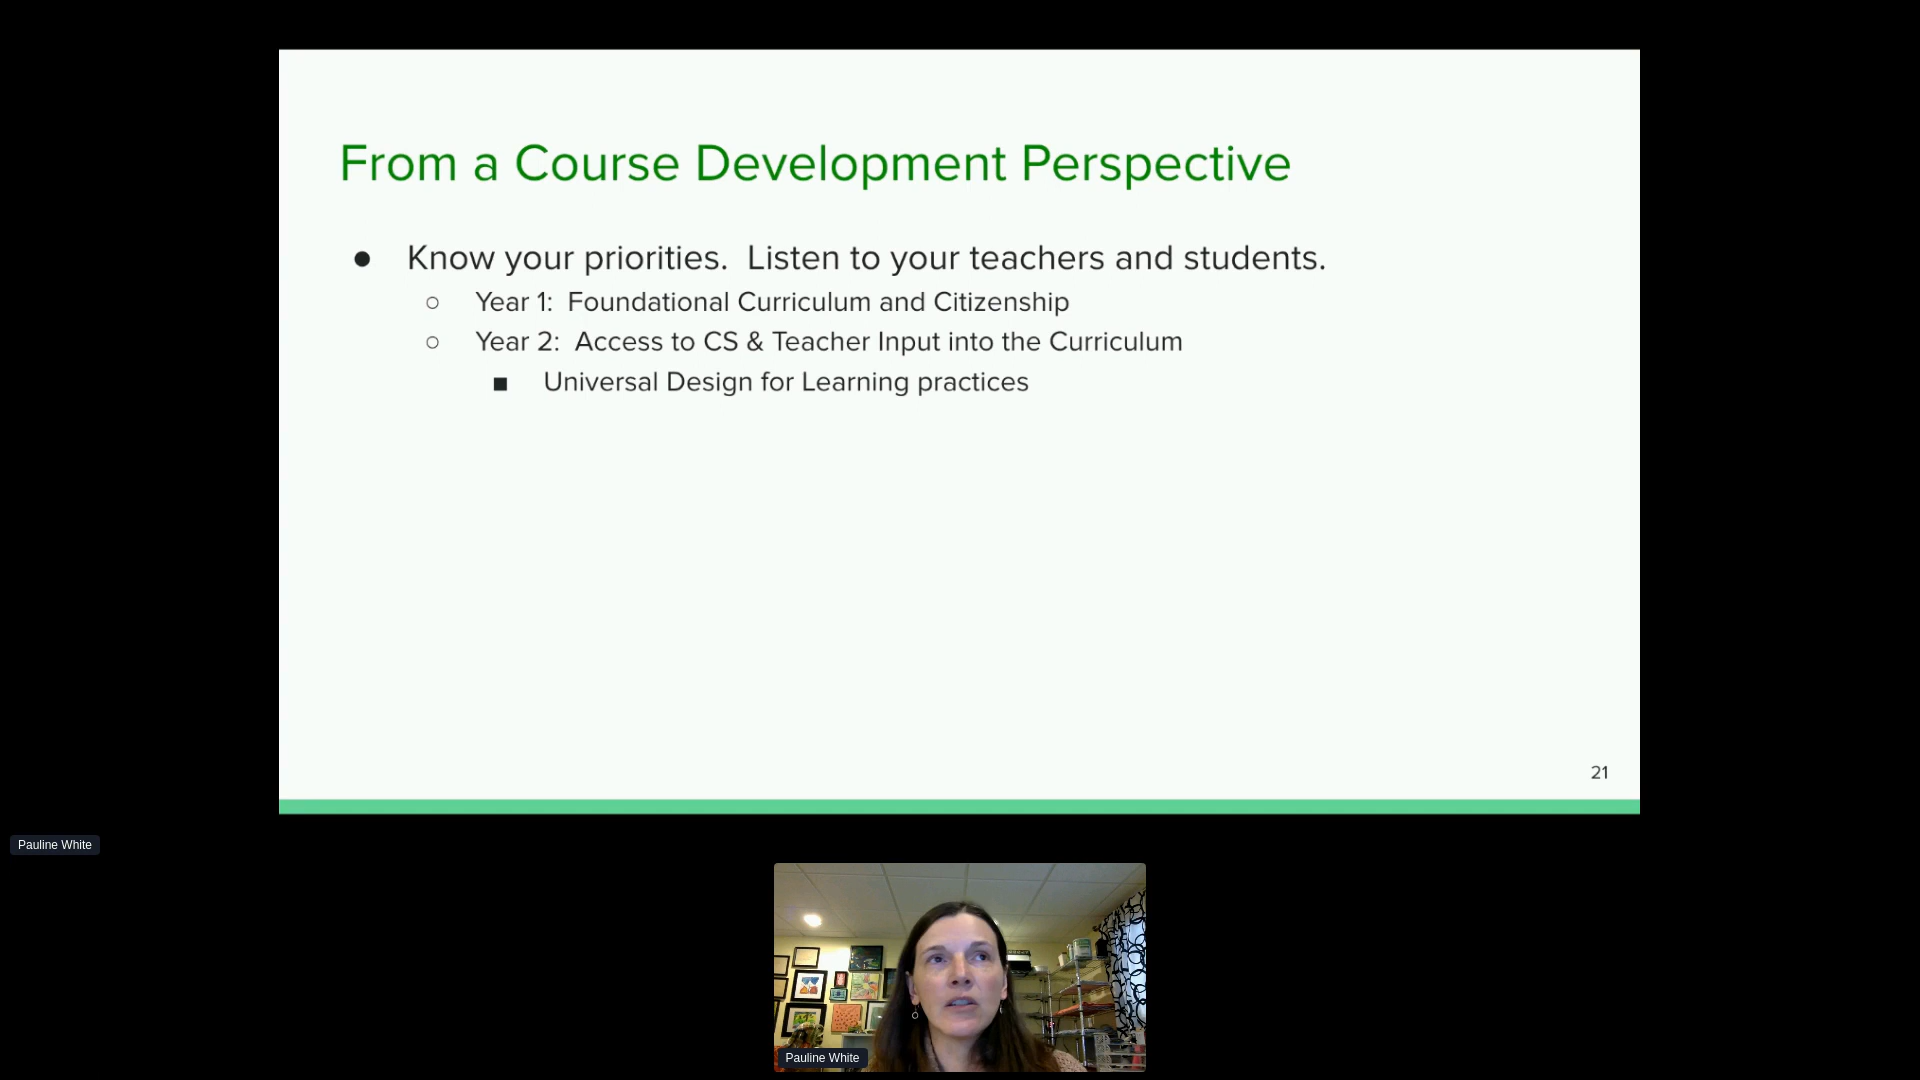 From a Course Development Perspective
● Know your priorities.  Listen to your teachers and students.
○ Year 1:  Foundational Curriculum and Citizenship
○ Year 2:  Access to CS & Teacher Input into the Curriculum
■ Universal Design for Learning practices
21
Pauline White
Pauline White